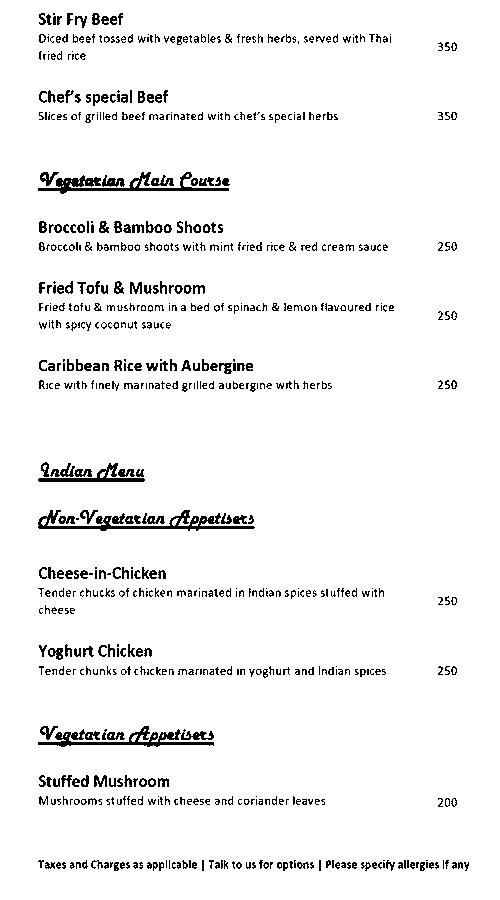 Stir Fry Beef
Diced beef tossed with vegetables & fresh herbs, served with Thai
fried rice
350
Chef's special Beef
Slices of grilled beef marinated with chef's special herbs 350
Vegetarian Main Course
Broccoli & Bamboo Shoots
Broccoli & bamboo shoots with mint fried rice & red cream sauce 250
Fried Tofu & Mushroom
Fried tofu & mushroom in a bed of spinach & lemon flavoured rice
with spicy coconut sauce
250
Caribbean Rice with Aubergine
Rice with finely marinated grilled aubergine with herbs 250
Indian Menu
Non-Vegetarian Appetisers
Cheese-in-Chicken
Tender chucks of chicken marinated in Indian spices stuffed with
cheese
250
Yoghurt Chicken
Tender chunks of chicken marinated in yoghurt and Indian spices 250
Vegetarian Appetisers
Stuffed Mushroom
Mushrooms stuffed with cheese and coriander leaves 200
Taxes and Charges as applicable | Talk to us for options | Please specify allergies if any